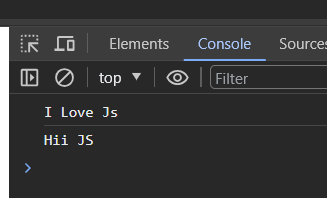 Elements Console Sources
top Filter
I Love Js
Hii JS